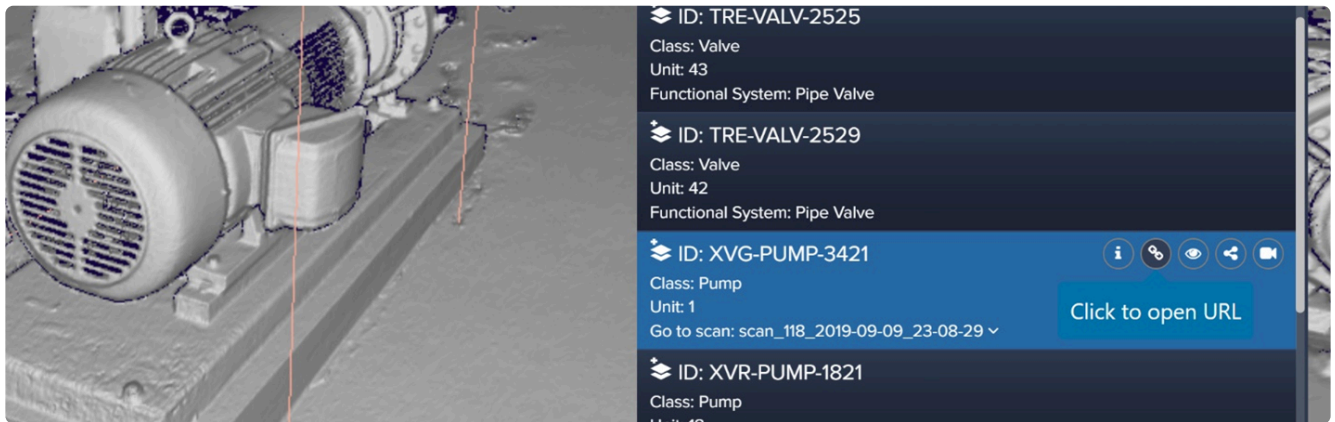 ID: TRE-VALV-2525
Class: Valve
Unit: 43
Functional System: Pipe Valve
ID: TRE-VALV-2529
Class: Valve
Unit: 42
Functional System: Pipe Valve
ID: XVG-PUMP-3421
Class: Pump
Unit: 1
Click to open URL
Go to scan: scan_118_2019-09-09_23-08-29
ID: XVR-PUMP-1821
Class: Pump